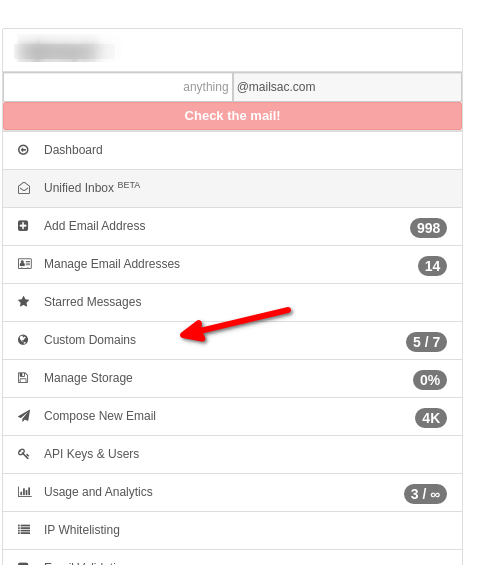 anything @mailsac.com
Check the mail!
Dashboard
Unified Inbox BETA
Add Email Address 998
Manage Email Addresses 14
Starred Messages
Custom Domains 5 / 7
Manage Storage 0%
Compose New Email 4K
API Keys & Users
Usage and Analytics 3 / ∞
IP Whitelisting